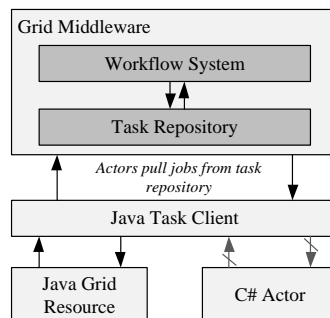 Grid Middleware
Workflow System
Task Repository
Actors pull jobs from task
repository
Java Task Client
Java Grid
Resource
C# Actor